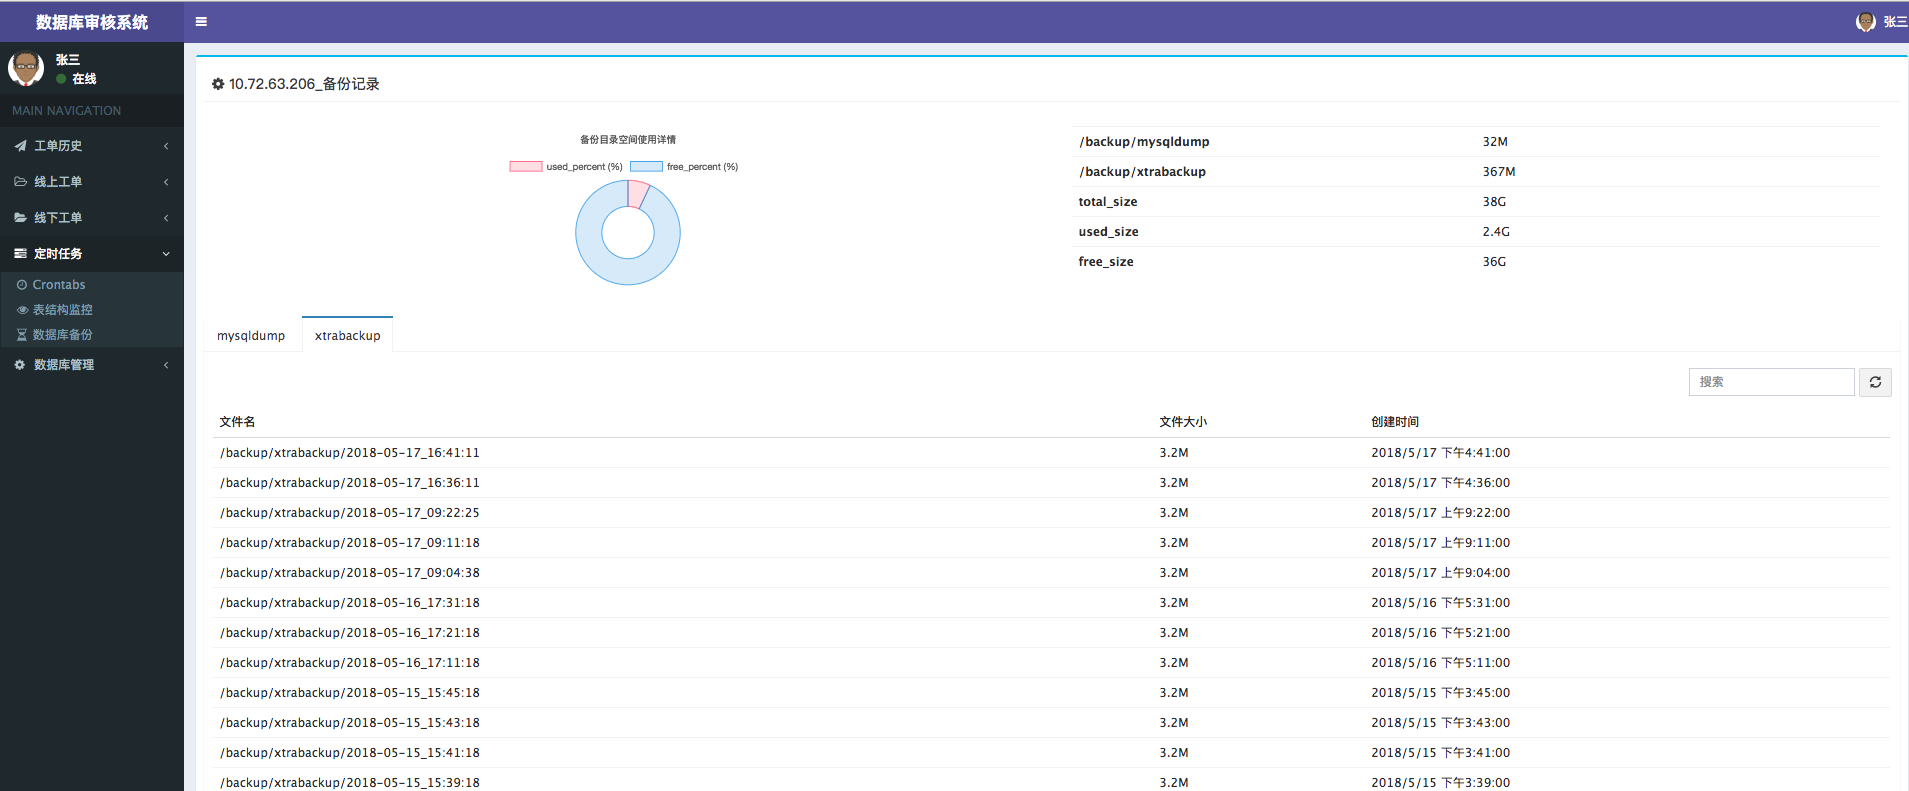 数据库审核系统
张三
张三
在线
MAIN NAVIGATION
工单历史
线上工单
线下工单
定时任务
Crontabs
表结构监控
数据库备份
数据库管理
10.72.63.206_备份记录
备份目录空间使用详情
used_percent (%) free_percent (%)
/backup/mysqldump 32M
/backup/xtrabackup 367M
total_size 38G
used_size 2.4G
free_size 36G
mysqldump xtrabackup
搜索
文件名 文件大小 创建时间
/backup/xtrabackup/2018-05-17_16:41:11 3.2M 2018/5/17 下午4:41:00
/backup/xtrabackup/2018-05-17_16:36:11 3.2M 2018/5/17 下午4:36:00
/backup/xtrabackup/2018-05-17_09:22:25 3.2M 2018/5/17 上午9:22:00
/backup/xtrabackup/2018-05-17_09:11:18 3.2M 2018/5/17 上午9:11:00
/backup/xtrabackup/2018-05-17_09:04:38 3.2M 2018/5/17 上午9:04:00
/backup/xtrabackup/2018-05-16_17:31:18 3.2M 2018/5/16 下午5:31:00
/backup/xtrabackup/2018-05-16_17:21:18 3.2M 2018/5/16 下午5:21:00
/backup/xtrabackup/2018-05-16_17:11:18 3.2M 2018/5/16 下午5:11:00
/backup/xtrabackup/2018-05-15_15:45:18 3.2M 2018/5/15 下午3:45:00
/backup/xtrabackup/2018-05-15_15:43:18 3.2M 2018/5/15 下午3:43:00
/backup/xtrabackup/2018-05-15_15:41:18 3.2M 2018/5/15 下午3:41:00
/backup/xtrabackup/2018-05-15_15:39:18 3.2M 2018/5/15 下午3:39:00